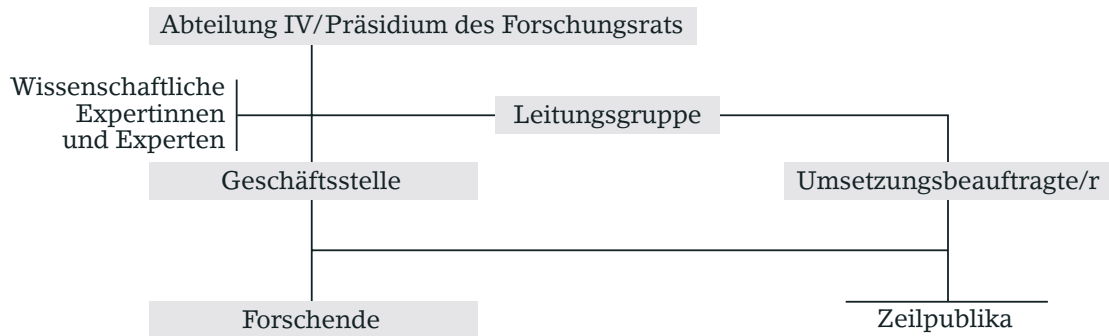 Abteilung IV/Präsidium des Forschungsrats
Wissenschaftliche
Expertinnen
und Experten
Leitungsgruppe
Geschäftsstelle
Umsetzungsbeauftragte/r
Forschende
Zeilpublika